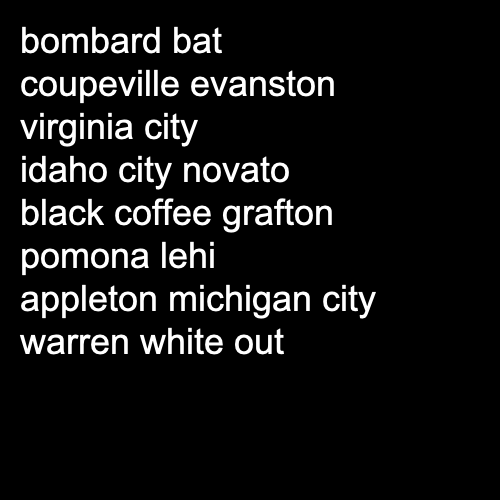 bombard bat
coupeville evanston
virginia city
idaho city novato
black coffee grafton
pomona lehi
appleton michigan city
warren white out